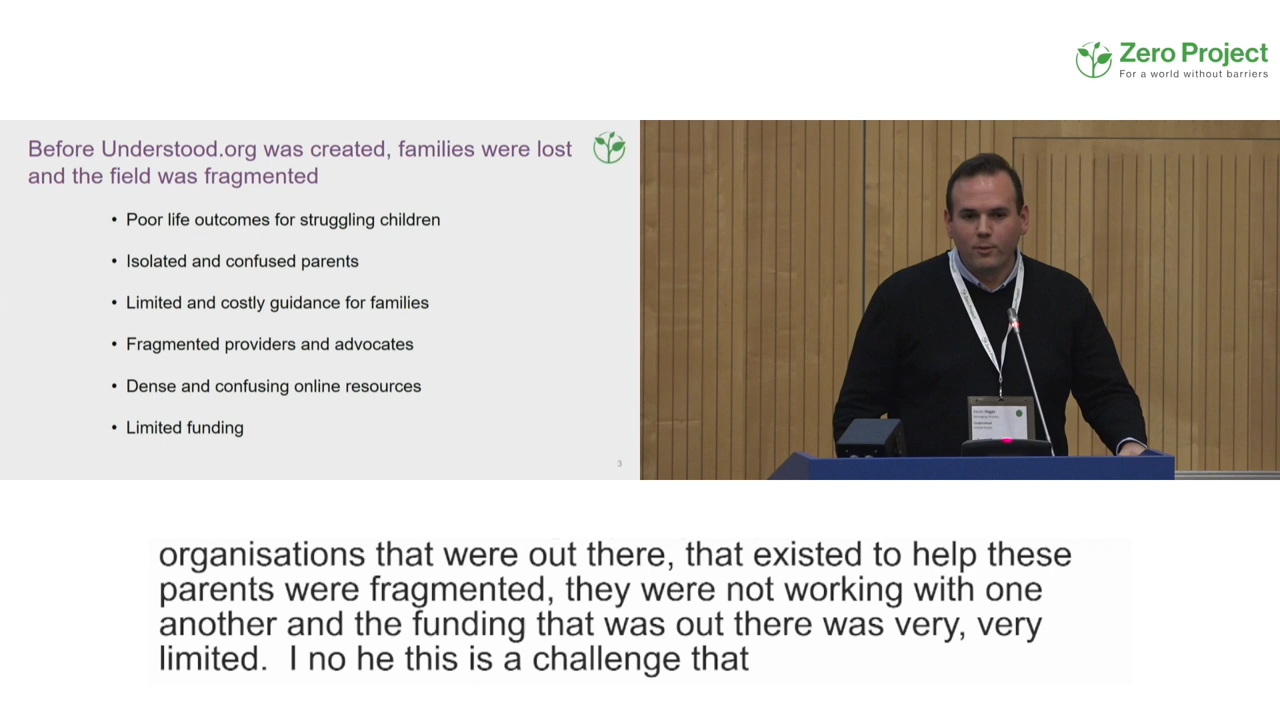 Zero Project
For a world without barriers
Before Understood.org was created, families were lost
and the field was fragmented
• Poor life outcomes for struggling children
• Isolated and confused parents
• Limited and costly guidance for families
• Fragmented providers and advocates
• Dense and confusing online resources
• Limited funding
3
organisations that were out there, that existed to help these
parents were fragmented, they were not working with one
another and the funding that was out there was very, very
limited.  I no he this is a challenge that